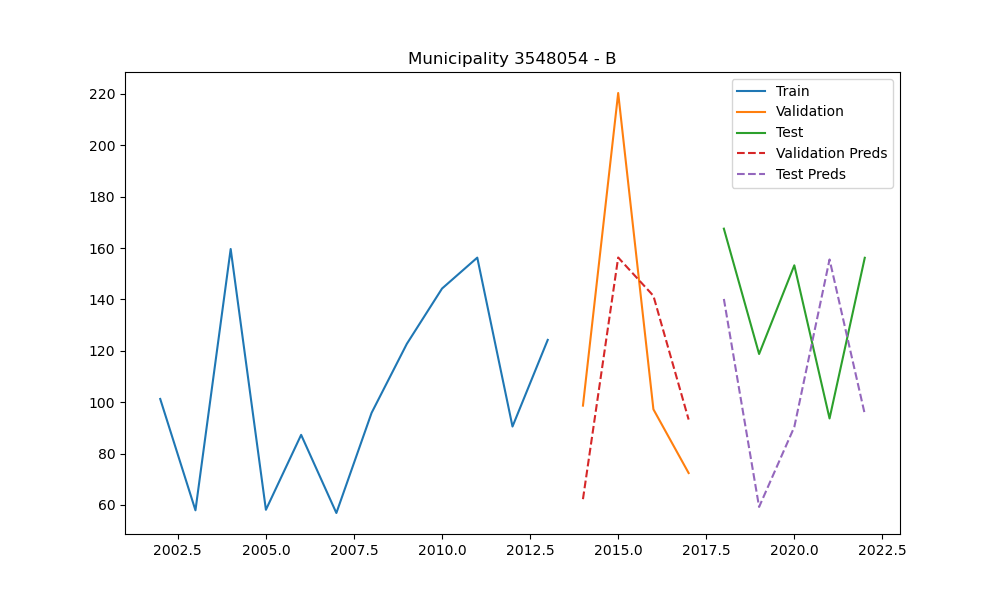 Municipality 3548054 - B
220
200
180
160
140
120
100
80
60
2002.5 2005.0 2007.5 2010.0 2012.5 2015.0 2017.5 2020.0 2022.5
Train
Validation
Test
Validation Preds
Test Preds